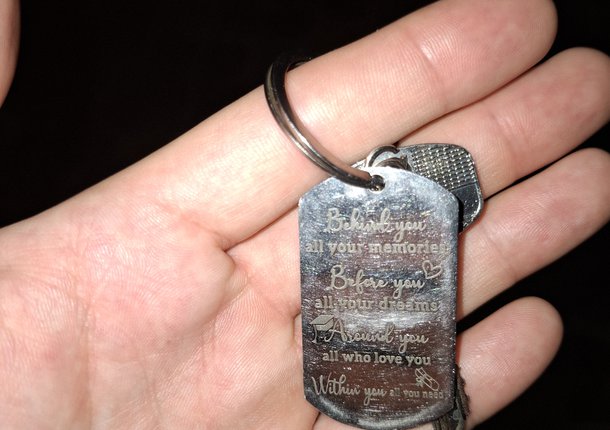 Behind you
all your memories
Before you
all your dreams
Around you
all who love you
Within you all you need